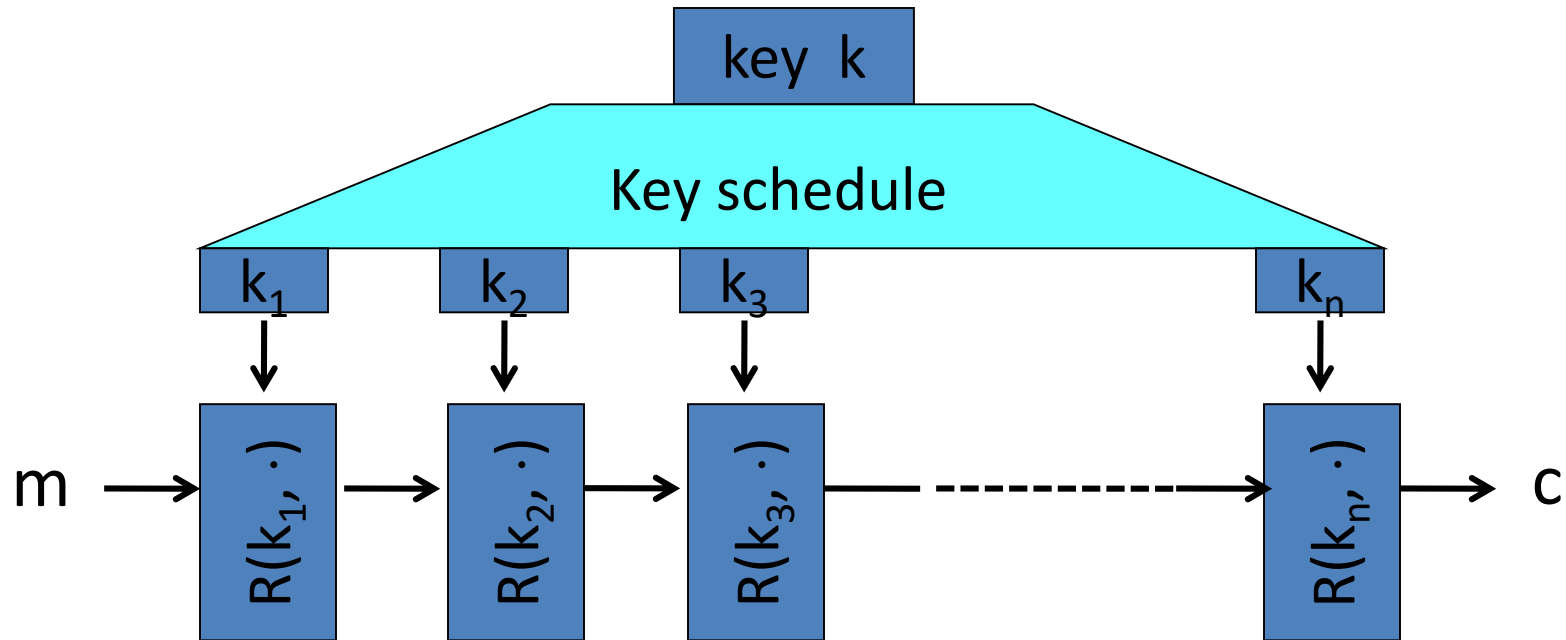 key k
Key schedule
k₁ k₂ k₃ kₙ
m R(k₁, ·) R(k₂, ·) R(k₃, ·) R(kₙ, ·) c